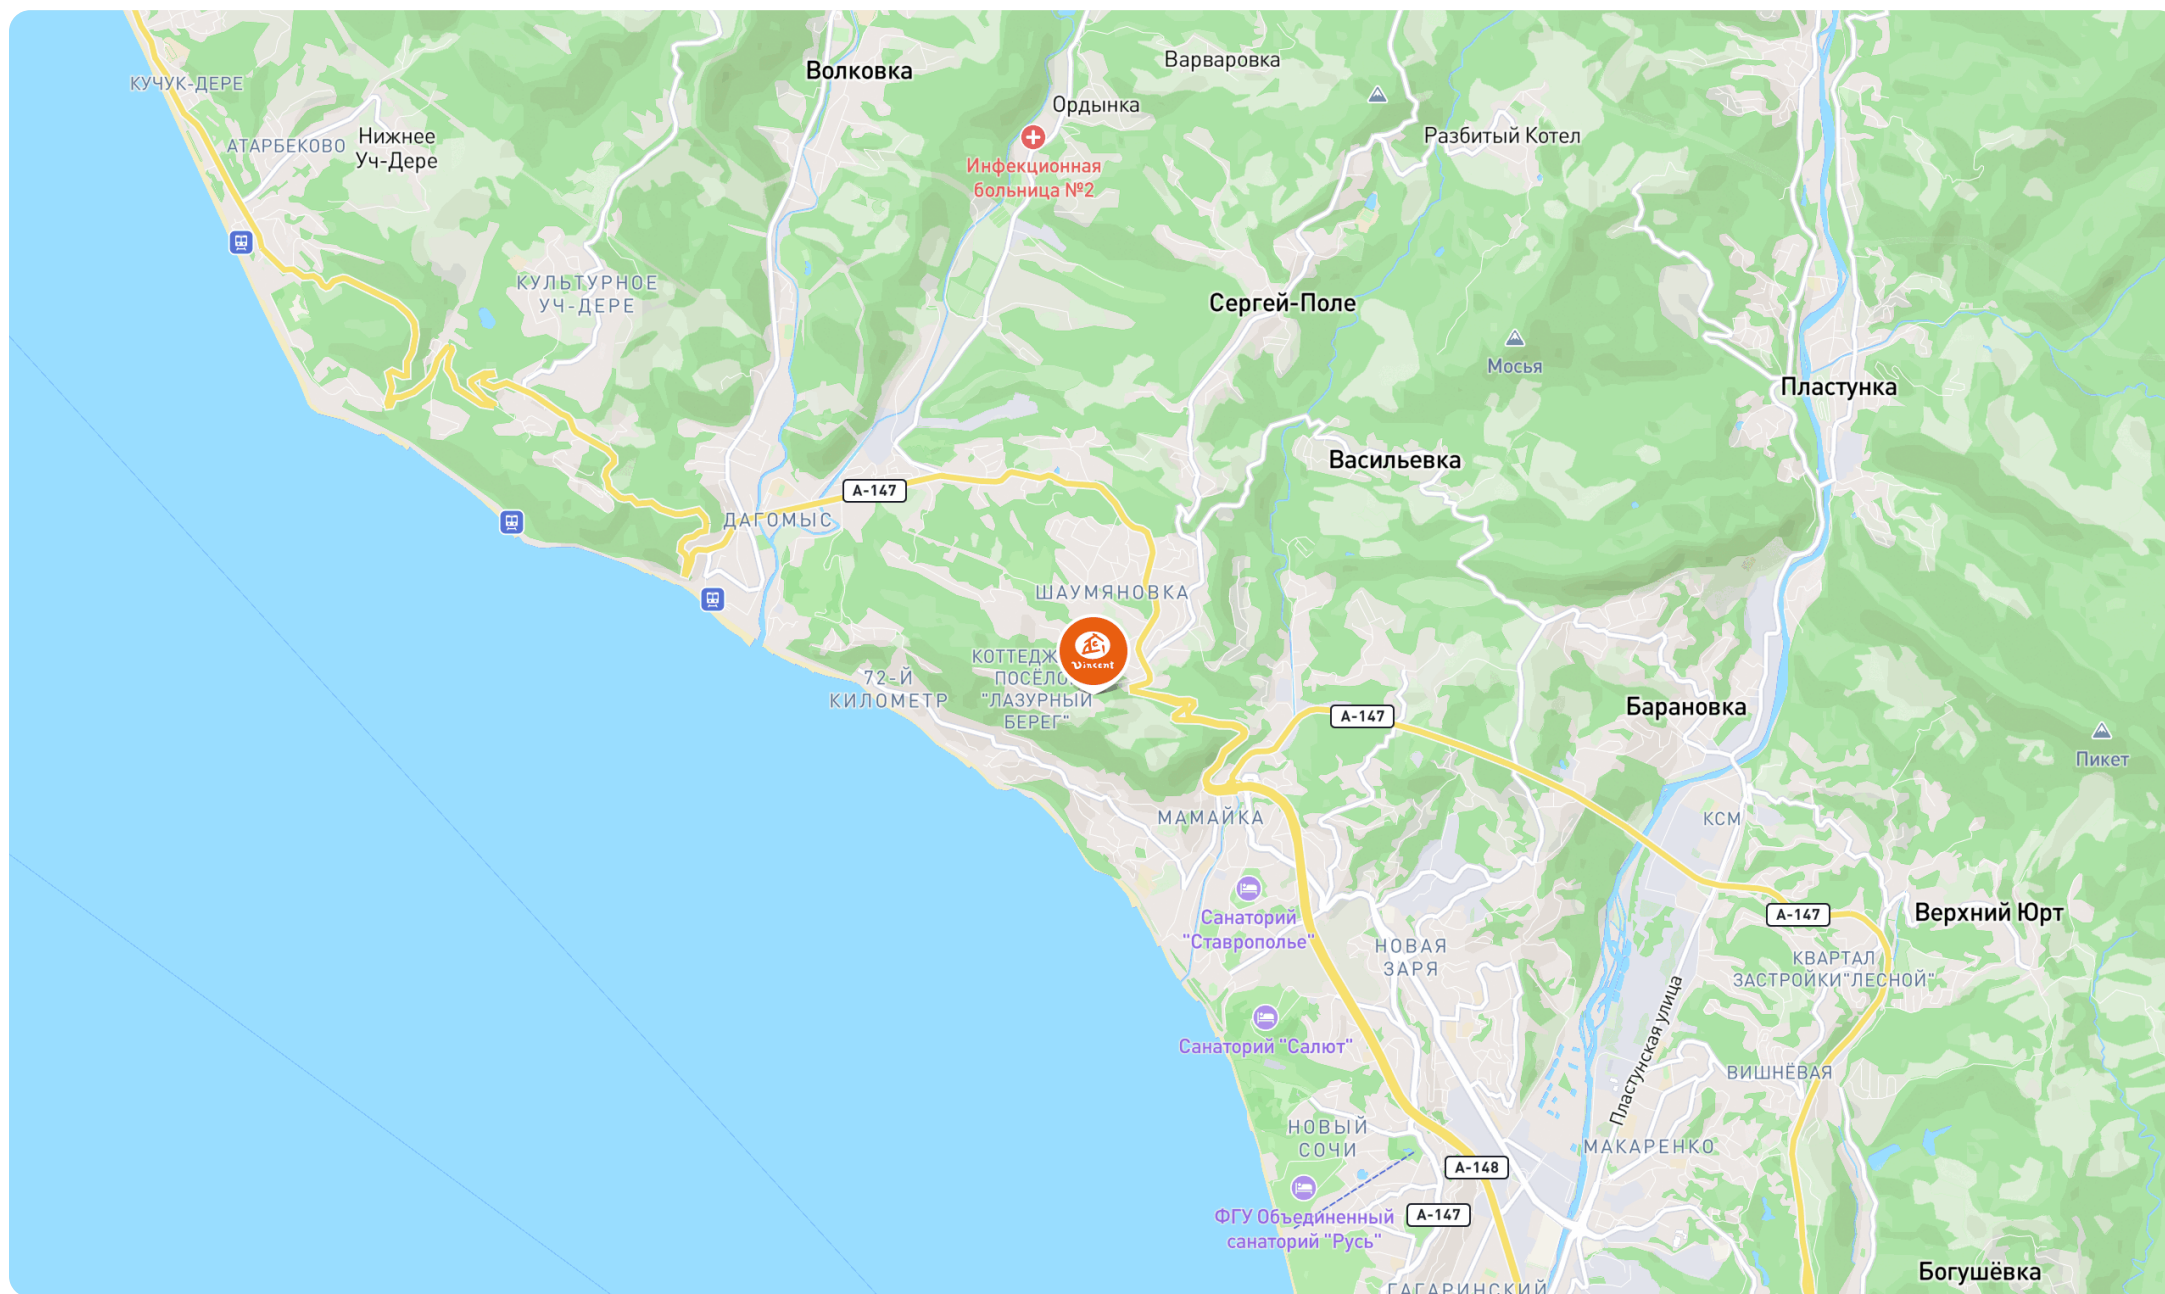 Волковка
Варваровка
КУЧУК-ДЕРЕ
Ордынка
АТАРБЕКОВО
Нижнее
Уч-Дере
Разбитый Котел
Инфекционная
больница №2
КУЛЬТУРНОЕ
УЧ-ДЕРЕ
Сергей-Поле
Мосья
Пластунка
Васильевка
А-147
ДАГОМЫС
ШАУМЯНОВКА
Vincent
КОТТЕДЖ
ПОСЁЛО
"ЛАЗУРНЫЙ
БЕРЕГ"
72-Й
КИЛОМЕТР
А-147
Барановка
Пикет
МАМАЙКА
КСМ
Санаторий
"Ставрополье"
А-147
Верхний Юрт
НОВАЯ
ЗАРЯ
КВАРТАЛ
ЗАСТРОЙКИ"ЛЕСНОЙ"
Пластунская улица
Санаторий "Салют"
ВИШНЁВАЯ
НОВЫЙ
СОЧИ
МАКАРЕНКО
А-148
ФГУ Объединенный
санаторий "Русь"
А-147
Богушёвка
ГАГАРИНСКИЙ